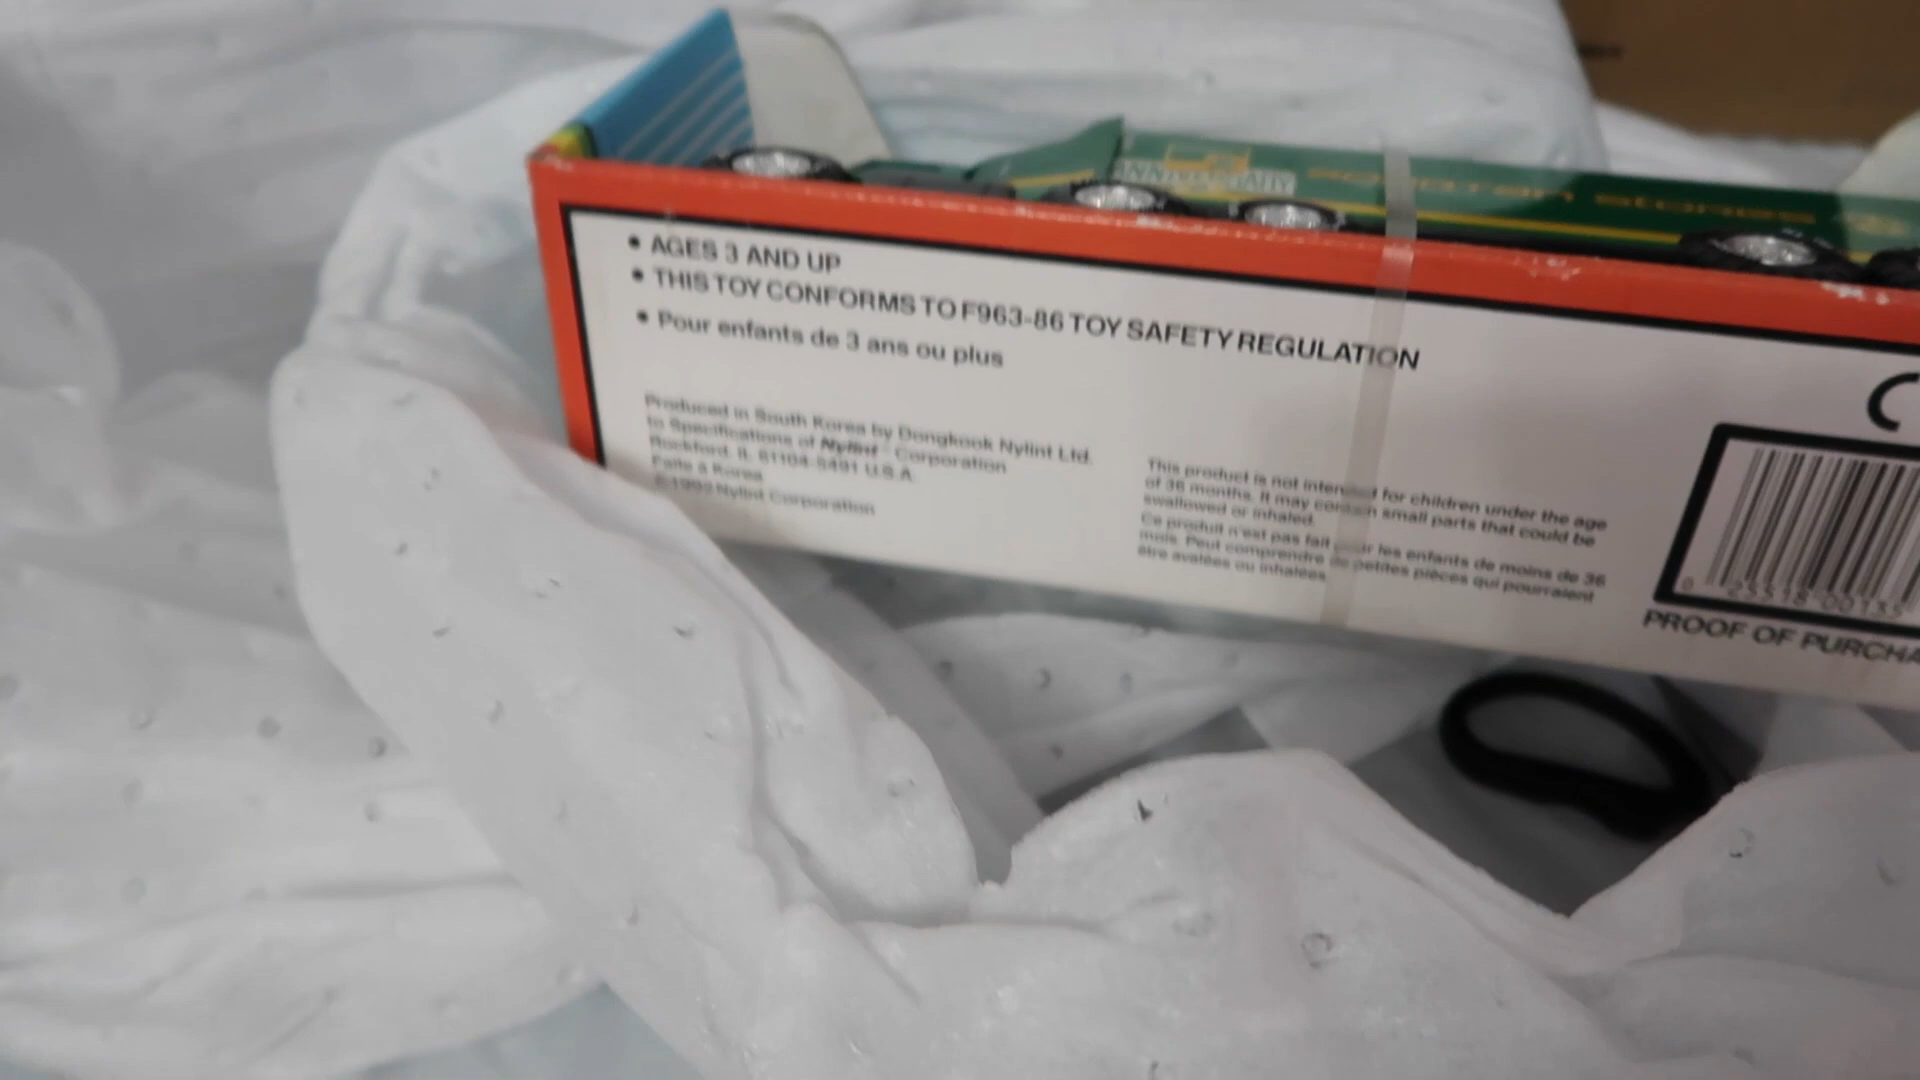 ANNIVERSARY
STORES
• AGES 3 AND UP
• THIS TOY CONFORMS TO F963-86 TOY SAFETY REGULATION
• Pour enfants de 3 ans ou plus
Produced in South Korea by Dongkook Nylint Ltd.
to Specifications of Nylint Corporation
Rockford, IL 61104-5491 U.S.A.
Faite a Korea
Nylint Corporation
This product is not intended for children under the age
of 36 months. It may contain small parts that could be
swallowed or inhaled.
Ce produit n'est pas fait pour les enfants de moins de 36
mois. Peut comprendre de petites pièces qui pourraient
être avalées ou inhalées.
PROOF OF